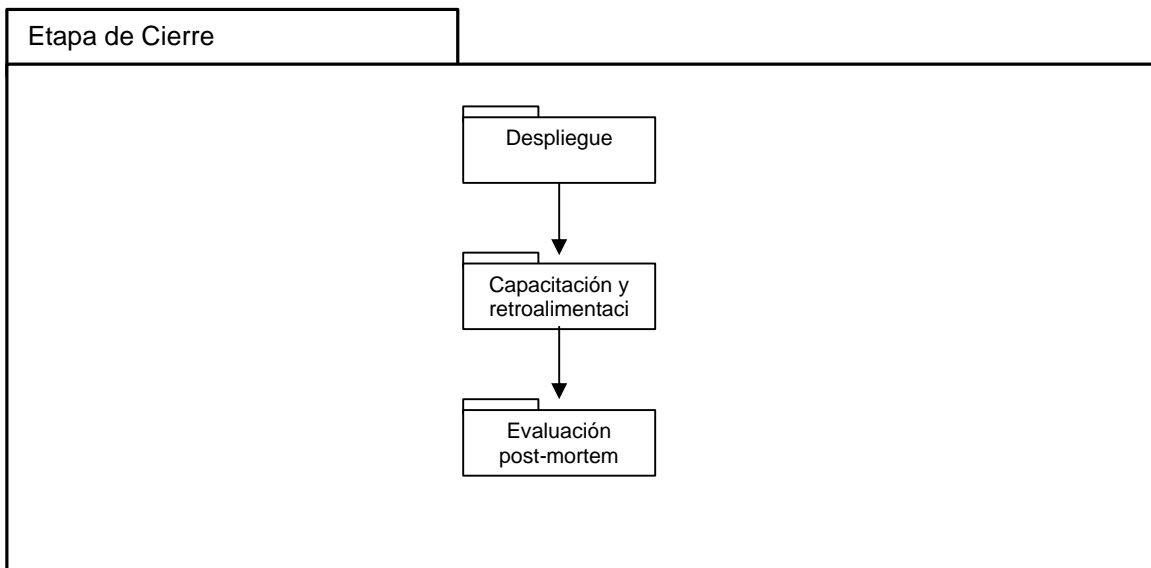 Etapa de Cierre
Despliegue
Capacitación y
retroalimentaci
Evaluación
post-mortem